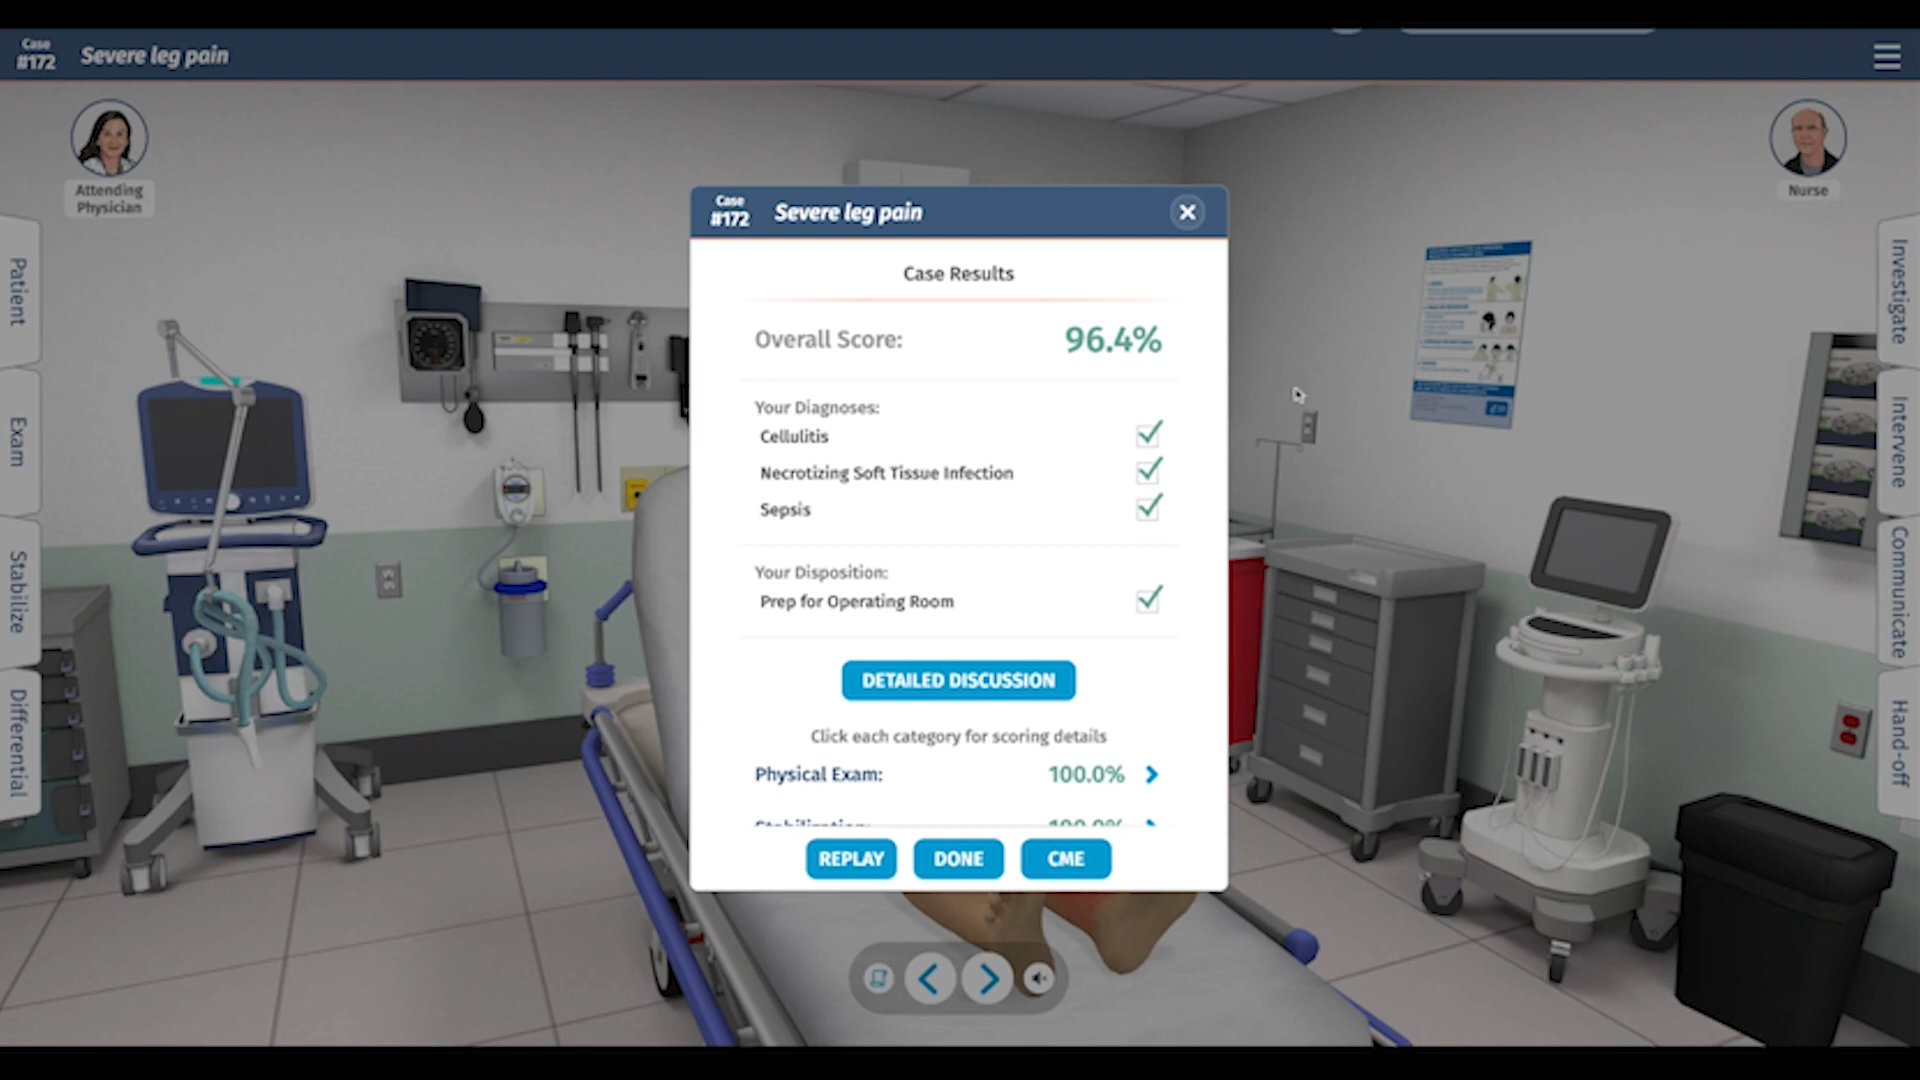 Case
#172
Severe leg pain
Attending
Physician
Nurse
Patient
Exam
Stabilize
Differential
Investigate
Intervene
Communicate
Hand-off
Case
#172
Severe leg pain
Case Results
Overall Score: 96.4%
Your Diagnoses:
Cellulitis
Necrotizing Soft Tissue Infection
Sepsis
Your Disposition:
Prep for Operating Room
DETAILED DISCUSSION
Click each category for scoring details
Physical Exam: 100.0%
REPLAY DONE CME